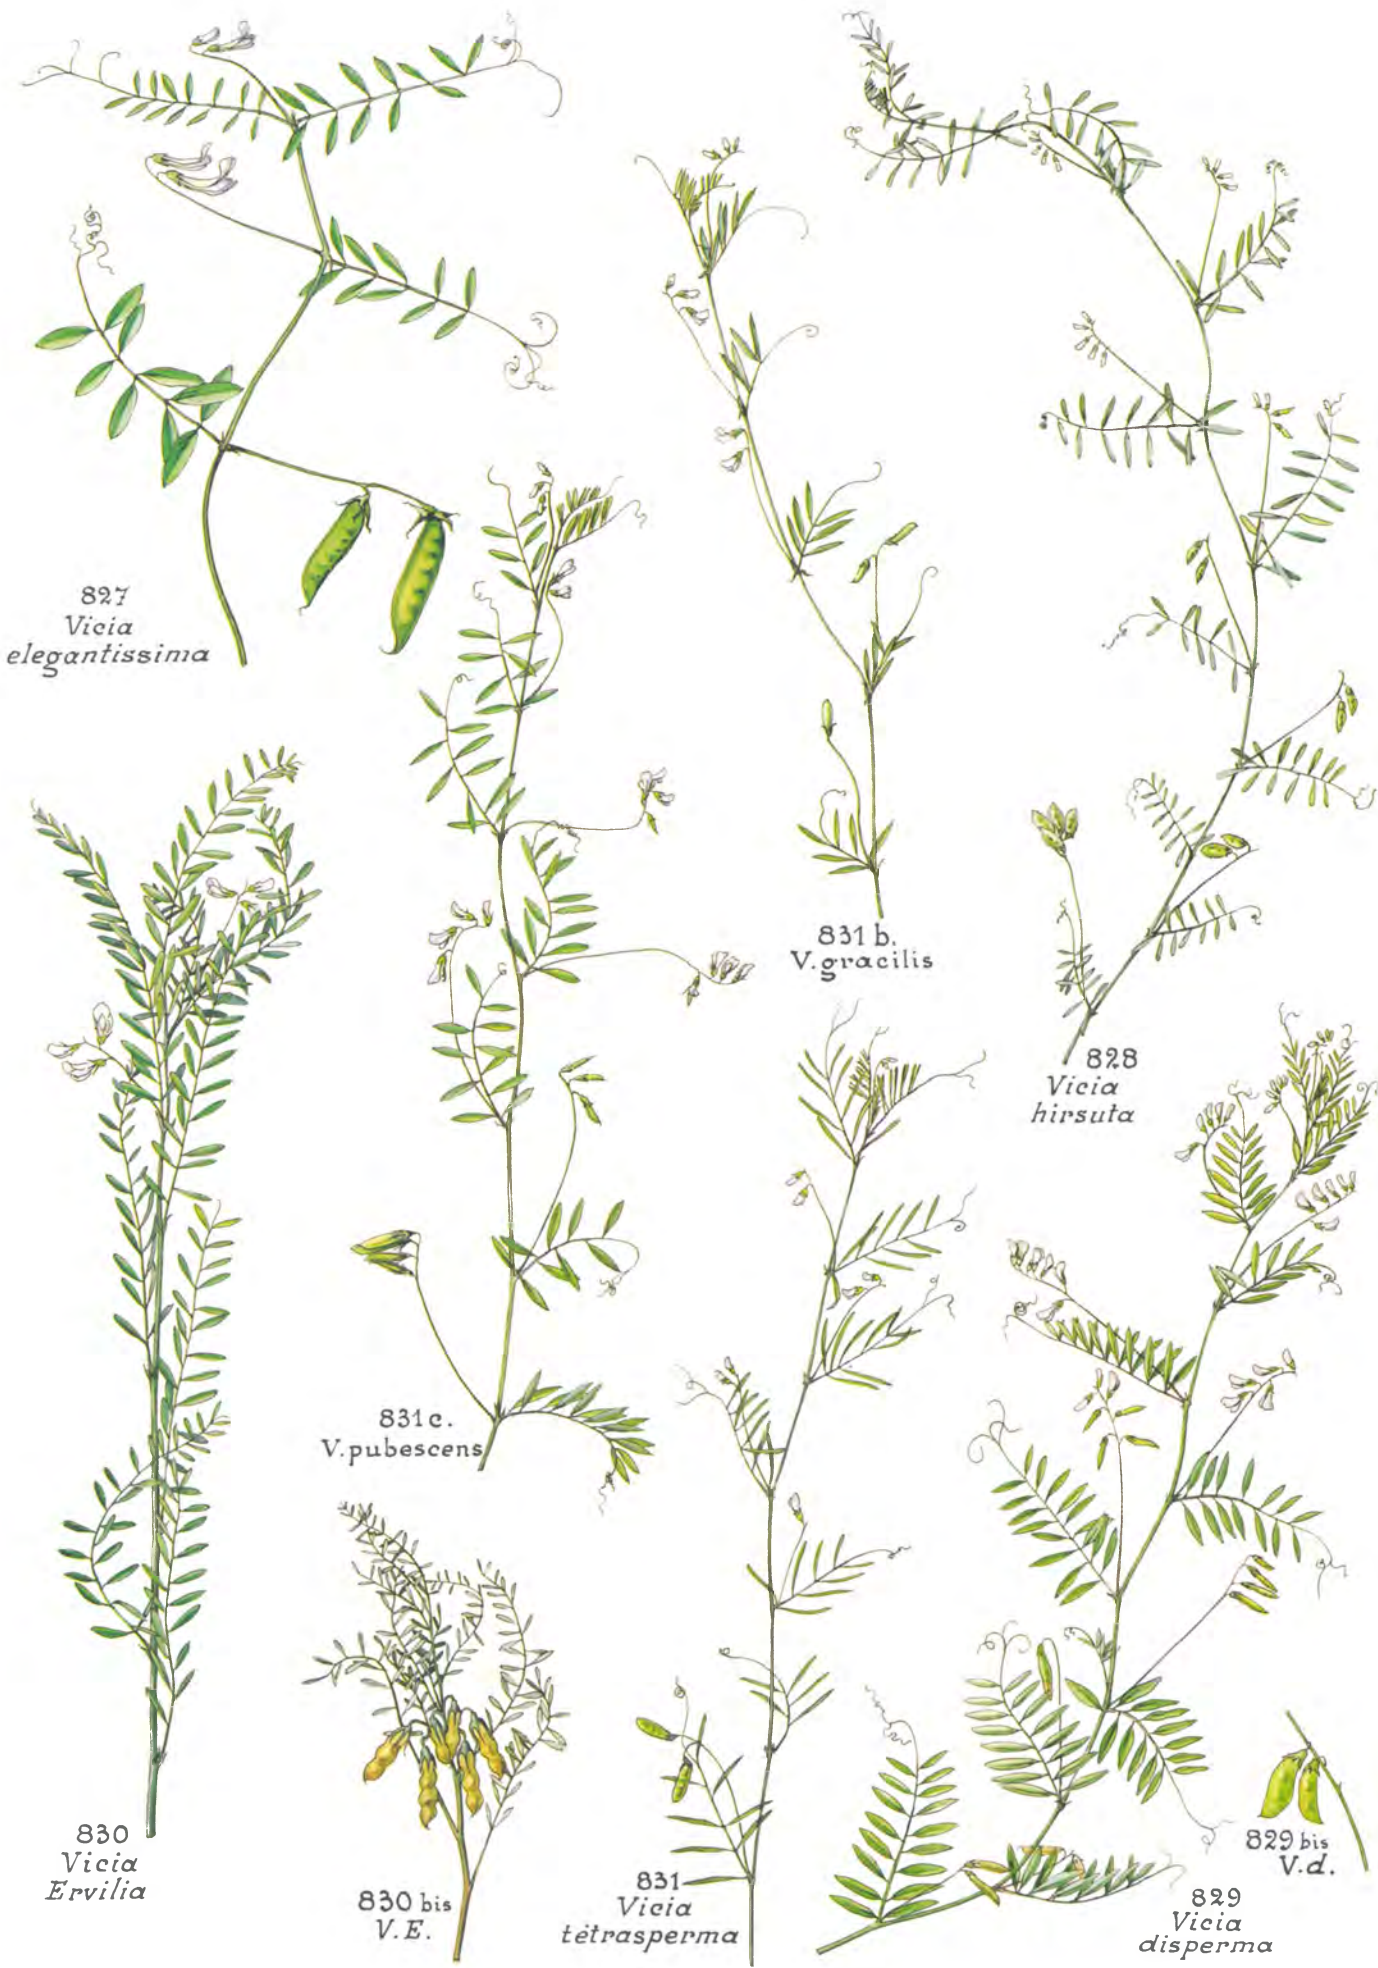 827
Vicia
elegantissima
831 b.
V. gracilis
828
Vicia
hirsuta
831 c.
V. pubescens
830
Vicia
Ervilia
830 bis
V. E.
831
Vicia
tétrasperma
829 bis
V. d.
829
Vicia
disperma